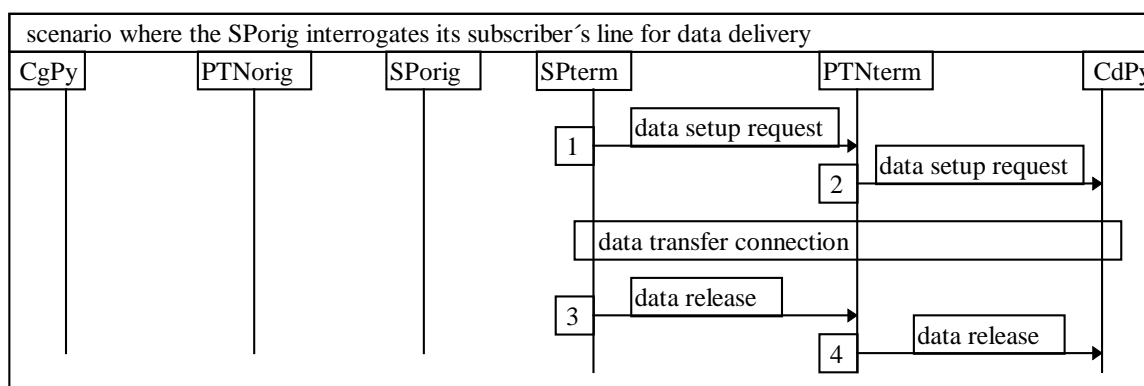 scenario where the SPorig interrogates its subscriber´s line for data delivery
CgPy PTNorig SPorig SPterm PTNterm CdPy
1 data setup request
2 data setup request
data transfer connection
3 data release
4 data release